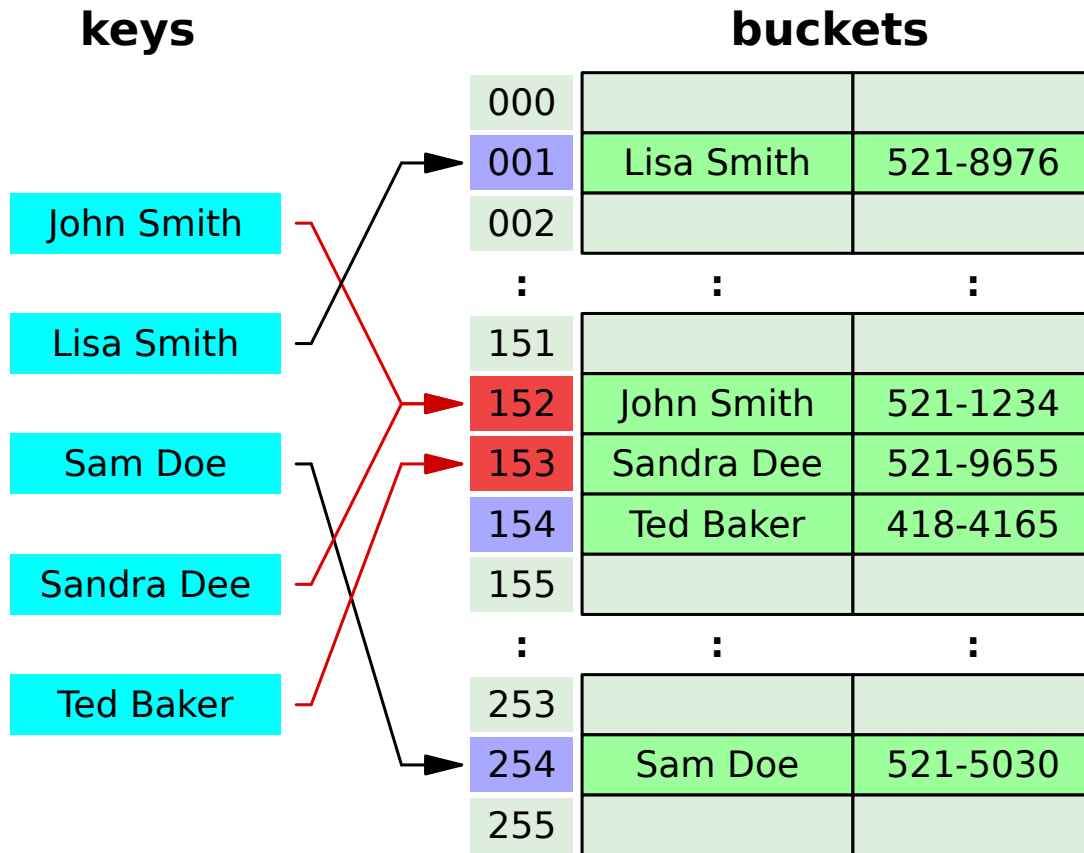 keys
buckets
John Smith
Lisa Smith
Sam Doe
Sandra Dee
Ted Baker
000
001 Lisa Smith 521-8976
002
: : :
151
152 John Smith 521-1234
153 Sandra Dee 521-9655
154 Ted Baker 418-4165
155
: : :
253
254 Sam Doe 521-5030
255